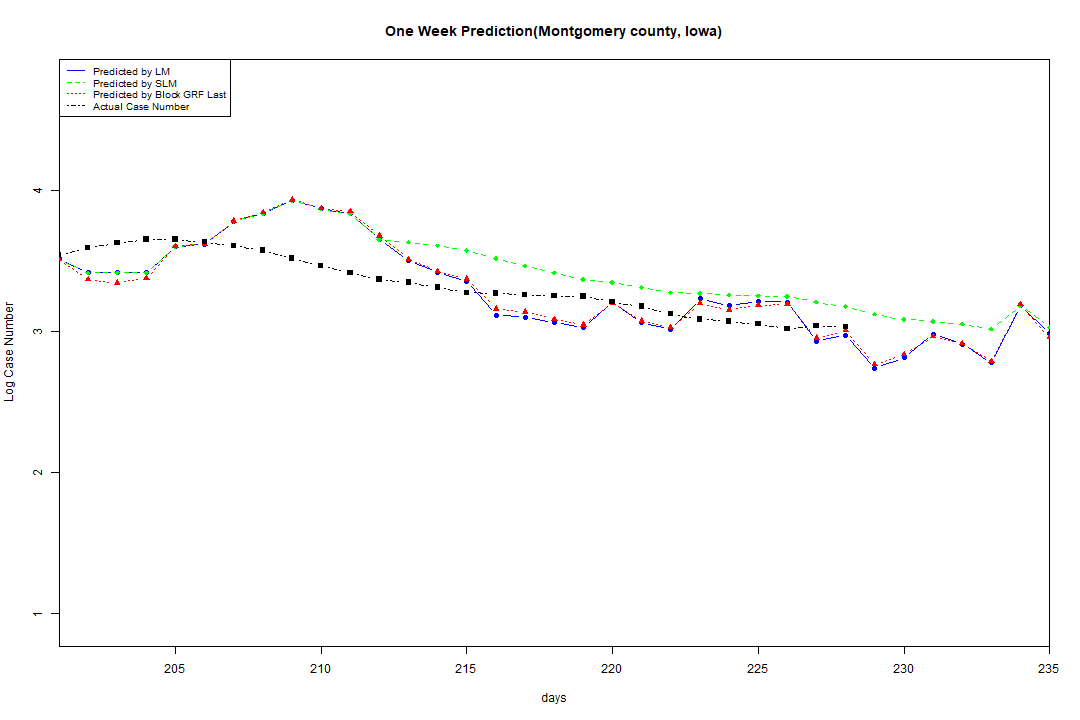 One Week Prediction(Montgomery county, Iowa)
Predicted by LM
Predicted by SLM
Predicted by Block GRF Last
Actual Case Number
4
3
2
1
Log Case Number
205 210 215 220 225 230 235
days